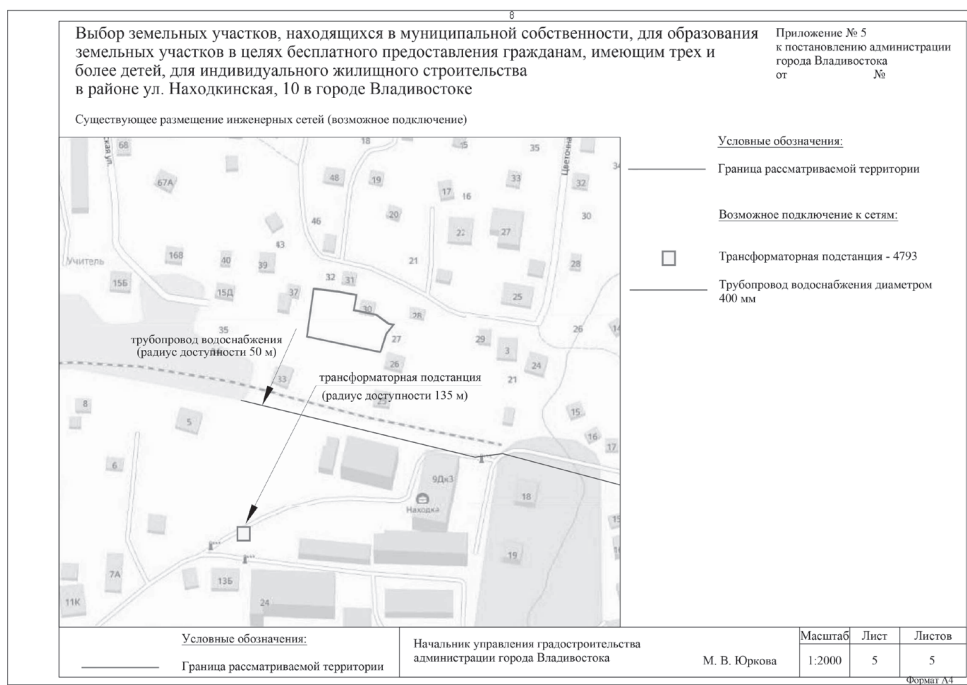 8
Выбор земельных участков, находящихся в муниципальной собственности, для образования
земельных участков в целях бесплатного предоставления гражданам, имеющим трех и
более детей, для индивидуального жилищного строительства
в районе ул. Находкинская, 10 в городе Владивостоке
Приложение № 5
к постановлению администрации
города Владивостока
от №
Существующее размещение инженерных сетей (возможное подключение)
Условные обозначения:
Граница рассматриваемой территории
Возможное подключение к сетям:
Трансформаторная подстанция - 4793
Трубопровод водоснабжения диаметром
400 мм
68
18
35
67А
48
19
33
32
17
16
20
46
30
22
27
43
16В
40
39
21
28
Учитель
32
31
15Б
15Д
37
30
25
28
26
35
27
29
3
трубопровод водоснабжения
(радиус доступности 50 м)
26
24
33
21
трансформаторная подстанция
(радиус доступности 135 м)
8
5
15
16
17
6
9Дк3
18
Находка
19
7А
13Б
11К
24
Условные обозначения:
Граница рассматриваемой территории
Начальник управления градостроительства
администрации города Владивостока
М. В. Юркова
Масштаб Лист Листов
1:2000 5 5
Формат А4